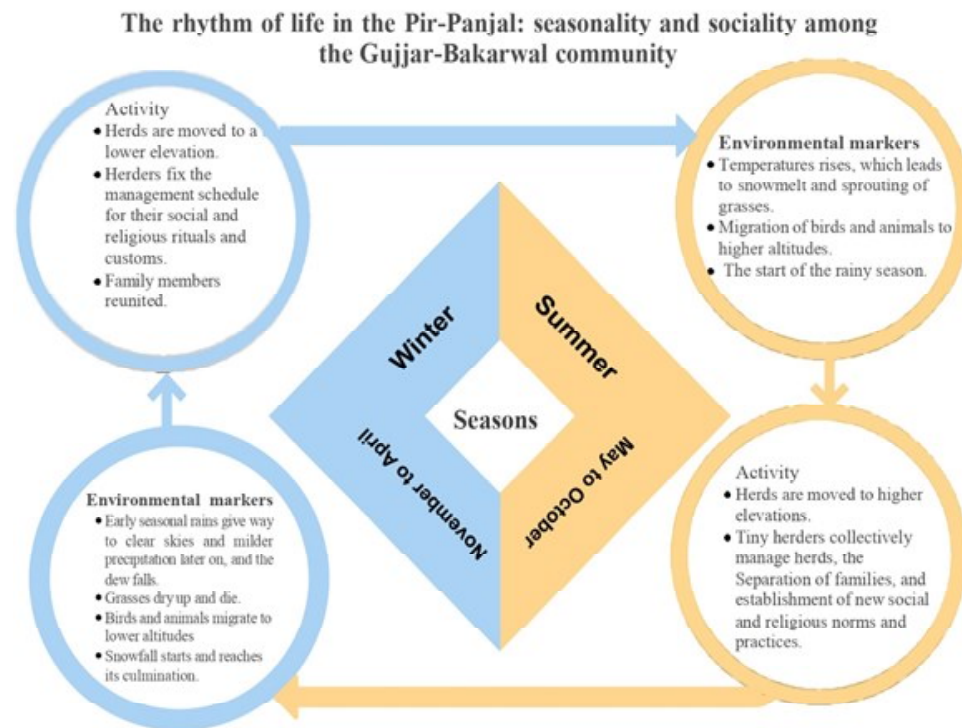 The rhythm of life in the Pir-Panjal: seasonality and sociality among
the Gujjar-Bakarwal community
Activity
• Herds are moved to a
lower elevation.
• Herders fix the
management schedule
for their social and
religious rituals and
customs.
• Family members
reunited.
Environmental markers
• Temperatures rises, which leads
to snowmelt and sprouting of
grasses.
• Migration of birds and animals to
higher altitudes.
• The start of the rainy season.
Winter
Summer
Seasons
November to April
May to October
Environmental markers
• Early seasonal rains give way
to clear skies and milder
precipitation later on, and the
dew falls.
• Grasses dry up and die.
• Birds and animals migrate to
lower altitudes
• Snowfall starts and reaches
its culmination.
Activity
• Herds are moved to higher
elevations.
• Tiny herders collectively
manage herds, the
Separation of families, and
establishment of new social
and religious norms and
practices.